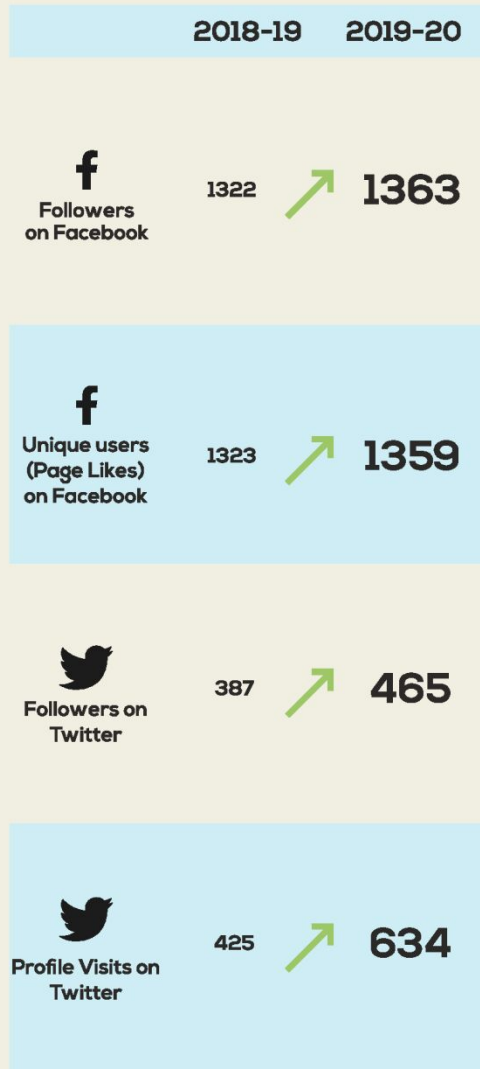 2018-19 2019-20
Followers
on Facebook
1322 1363
Unique users
(Page Likes)
on Facebook
1323 1359
Followers on
Twitter
387 465
Profile Visits on
Twitter
425 634